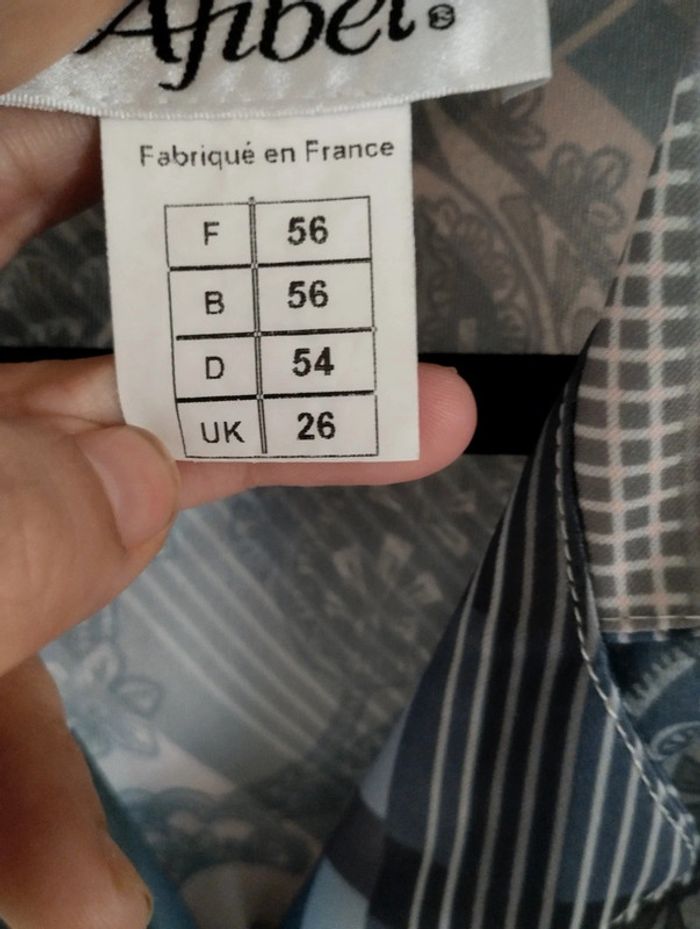 Afibel®
Fabriqué en France
F 56
B 56
D 54
UK 26